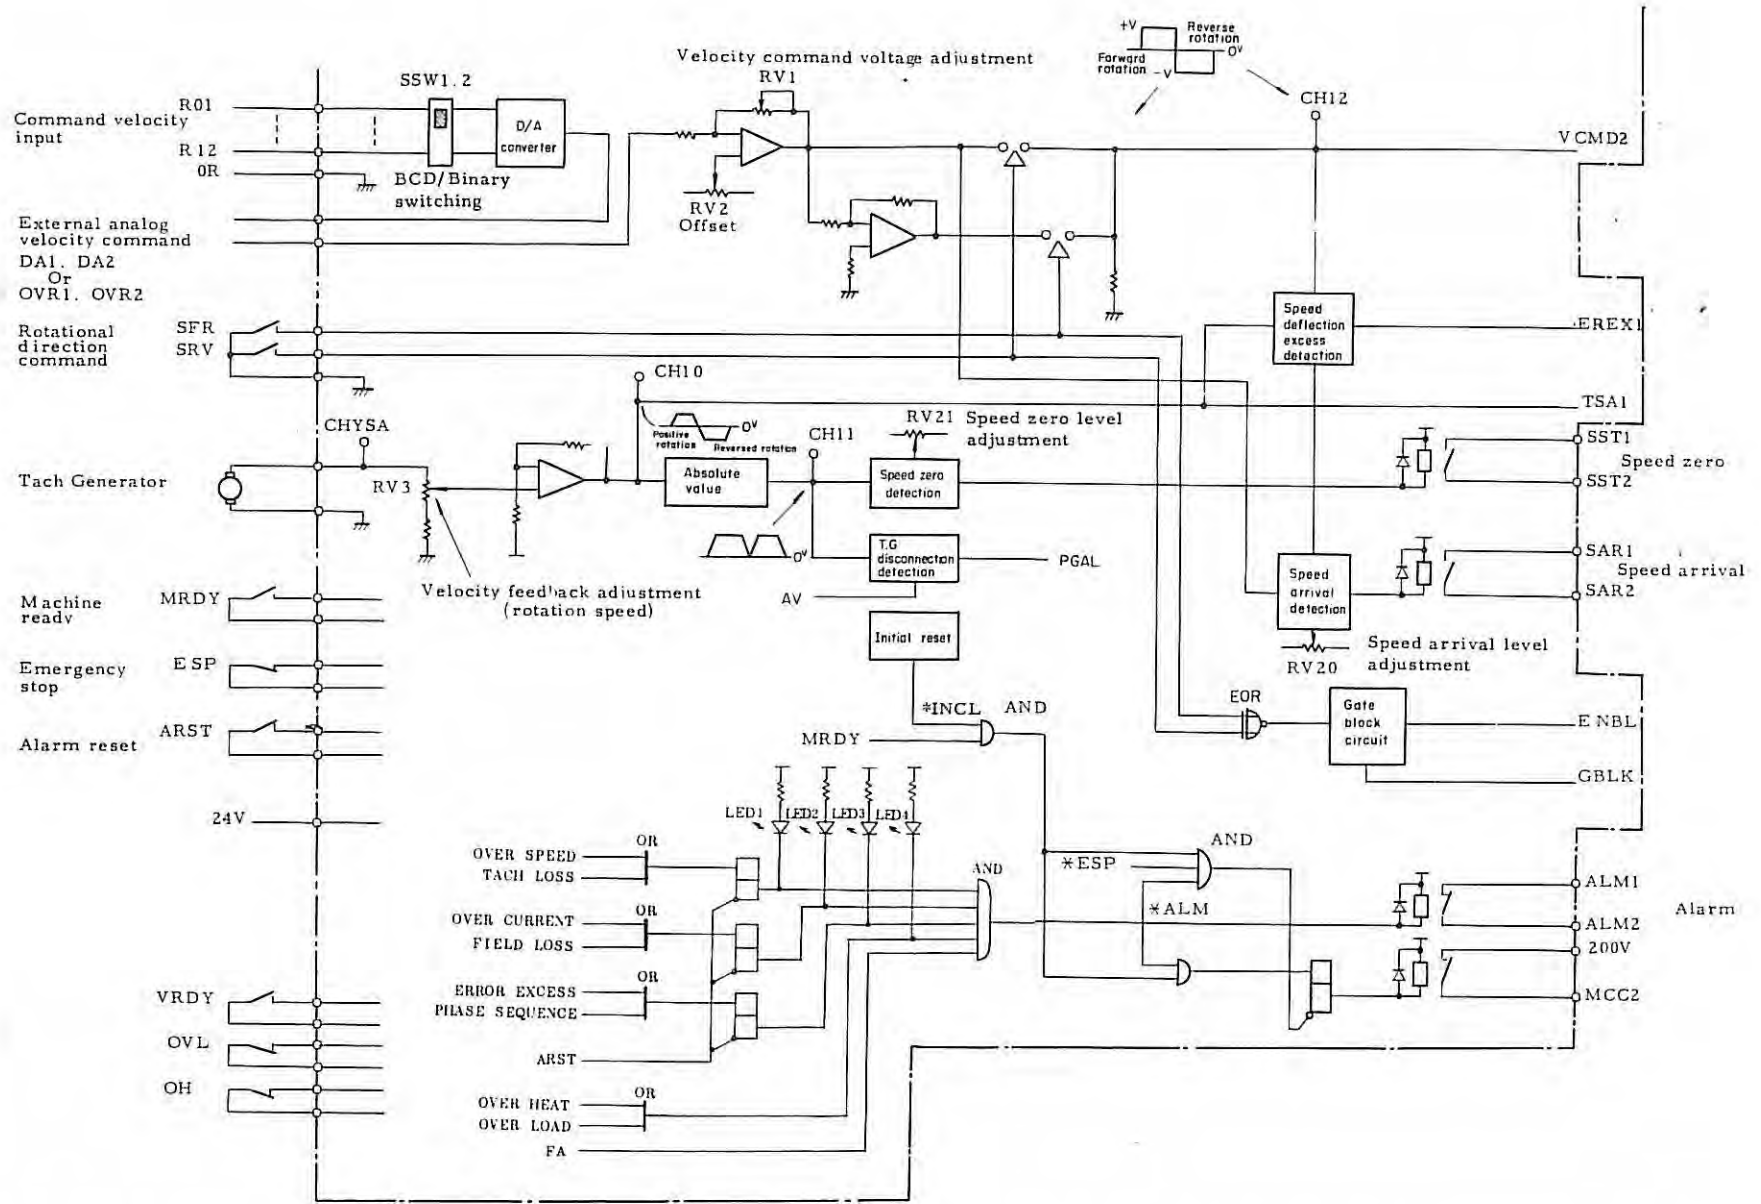 +V
Reverse
rotation
0V
Forward
rotation
-V
Velocity command voltage adjustment
RV1
SSW1.2
CH12
R01
Command velocity
input
D/A
converter
VCMD2
R12
0R
BCD/Binary
switching
RV2
Offset
External analog
velocity command
DA1. DA2
Or
OVR1. OVR2
Speed
deflection
excess
detection
EREX1
Rotational
direction
command
SFR
SRV
CH10
TSA1
RV21 Speed zero level
adjustment
CHYSA
0V
Positive
rotation
Reversed rotation
CH11
SST1
Speed zero
SST2
Tach Generator
RV3
Absolute
value
Speed zero
detection
0V
T.G
disconnection
detection
PGAL
AV
SAR1
Speed arrival
SAR2
Speed
arrival
detection
Velocity feedback adjustment
(rotation speed)
Machine
ready
MRDY
Initial reset
RV20
Speed arrival level
adjustment
Emergency
stop
ESP
*INCL AND
MRDY
EOR
Gate
block
circuit
ENBL
GBLK
Alarm reset
ARST
24V
LED1
LED2
LED3
LED4
OVER SPEED
TACH LOSS
OR
AND
*ESP
AND
*ALM
ALM1
Alarm
ALM2
200V
MCC2
OVER CURRENT
FIELD LOSS
OR
ERROR EXCESS
PHASE SEQUENCE
OR
ARST
VRDY
OVL
OH
OVER HEAT
OVER LOAD
OR
FA